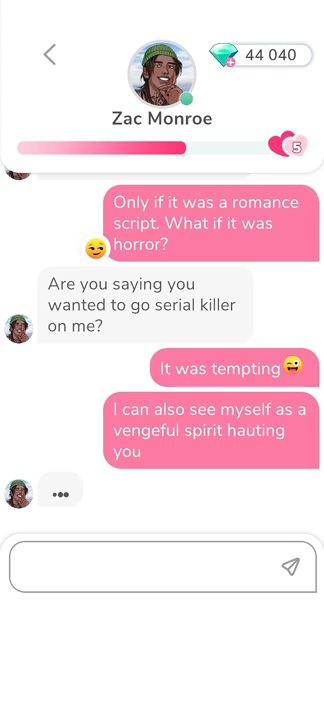 44 040
Zac Monroe
5
Only if it was a romance
script. What if it was
horror?
Are you saying you
wanted to go serial killer
on me?
It was tempting😜
I can also see myself as a
vengeful spirit hauting
you